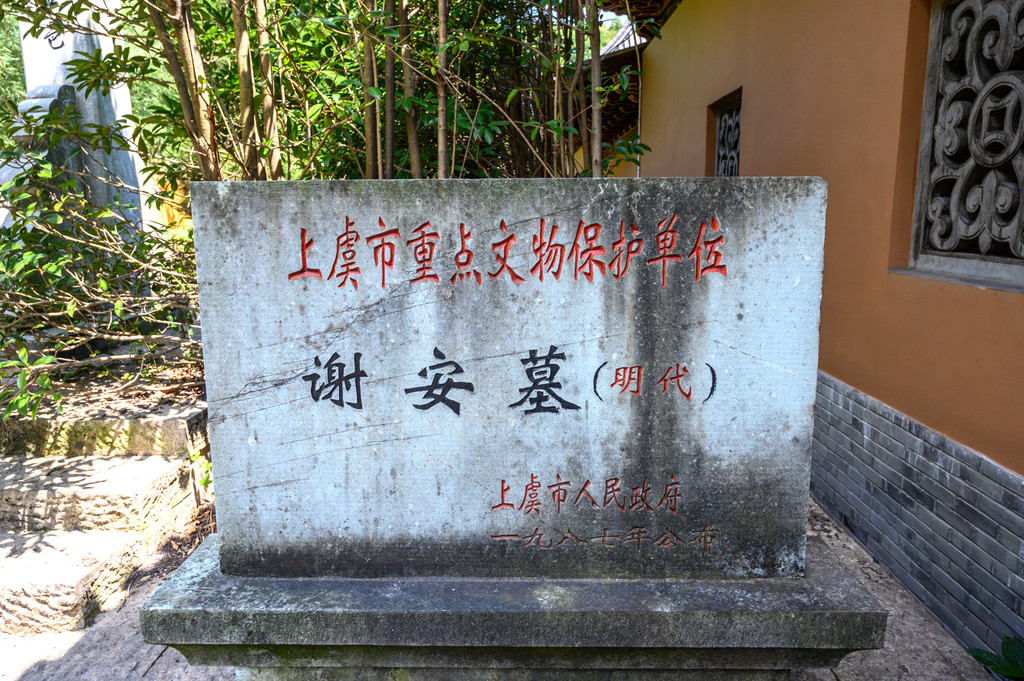 上虞市重点文物保护单位
谢安墓(明代)
上虞市人民政府
一九八七年公布